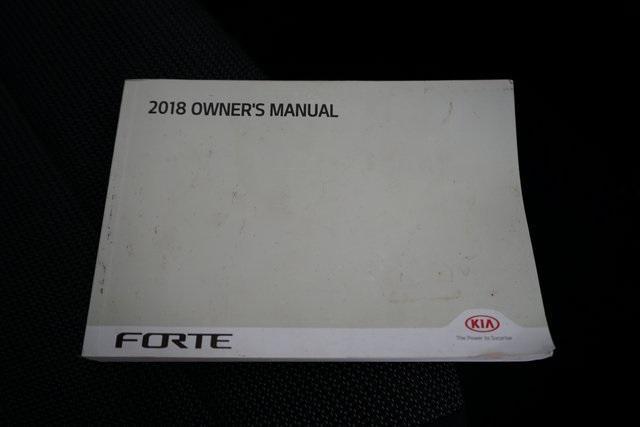 2018 OWNER'S MANUAL
FORTE
KIA
The Power to Surprise